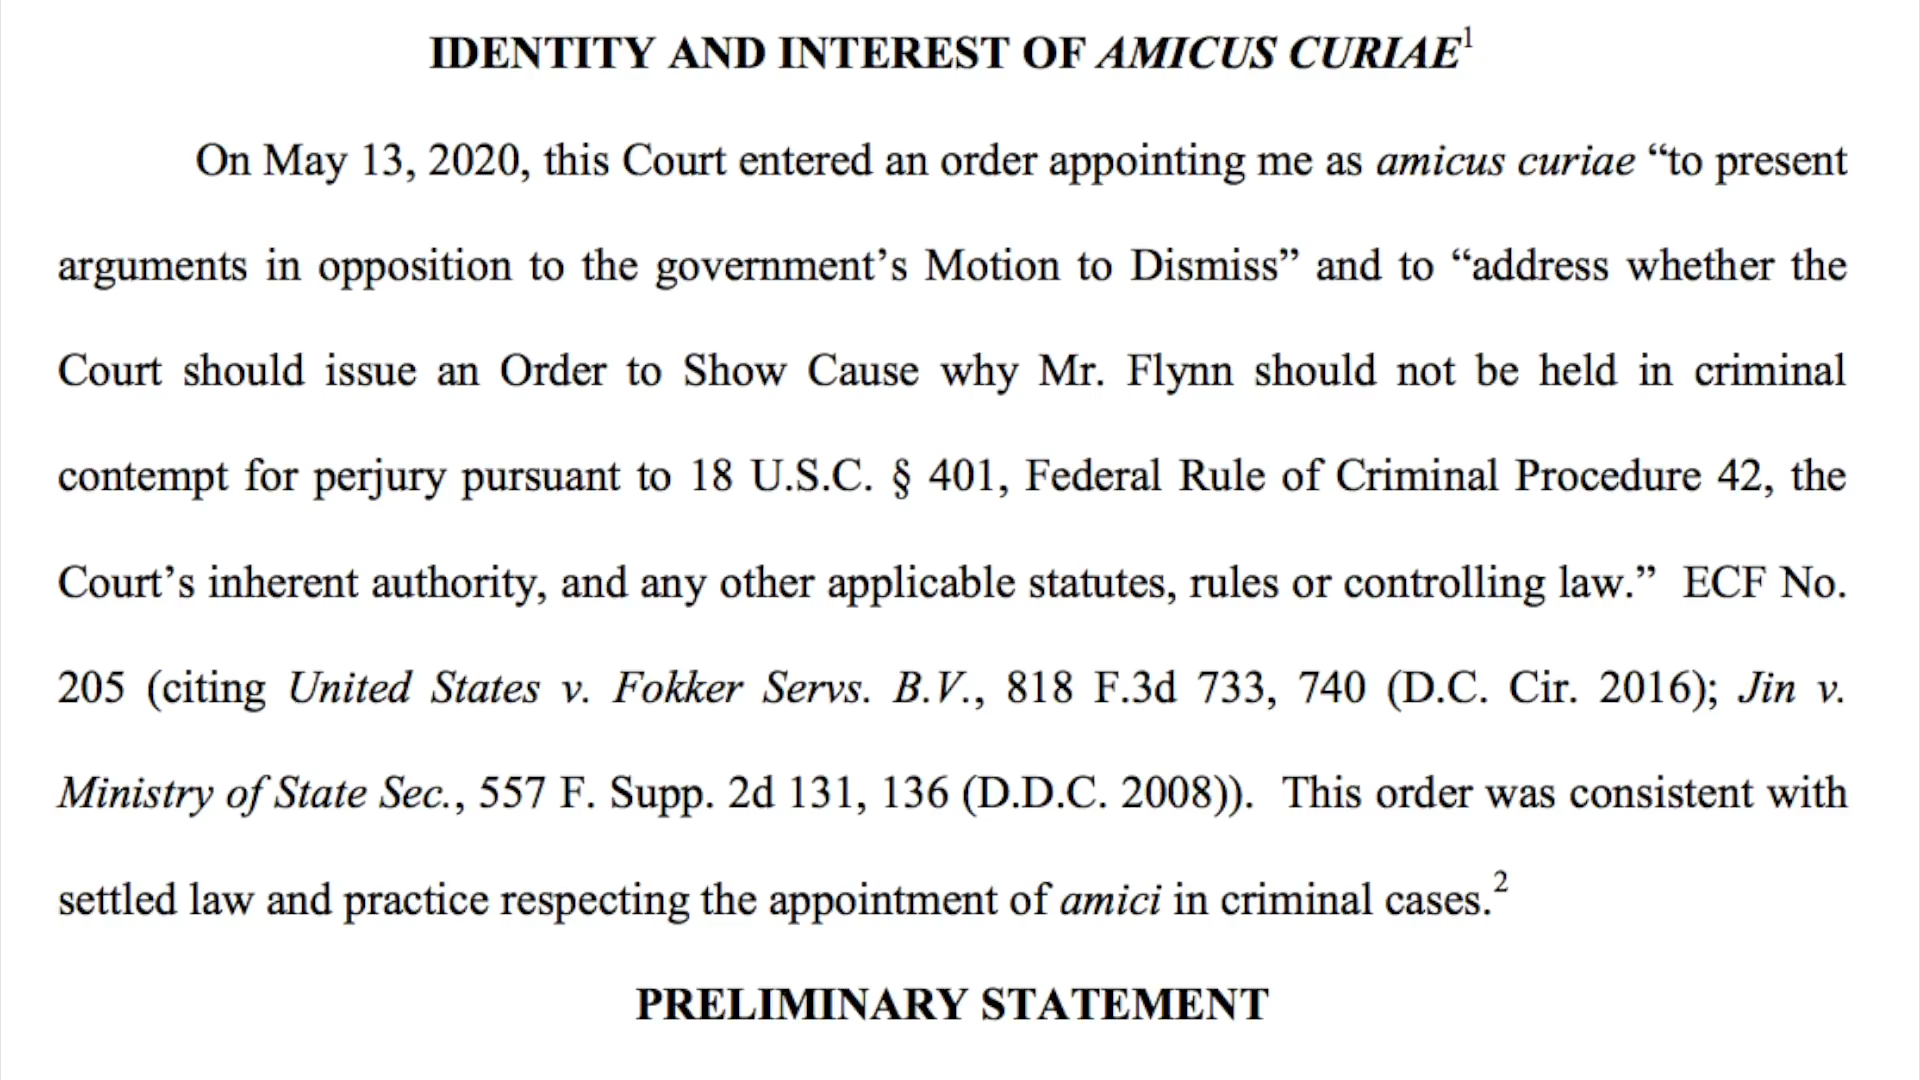 IDENTITY AND INTEREST OF AMICUS CURIAE1
On May 13, 2020, this Court entered an order appointing me as amicus curiae “to present
arguments in opposition to the government’s Motion to Dismiss” and to “address whether the
Court should issue an Order to Show Cause why Mr. Flynn should not be held in criminal
contempt for perjury pursuant to 18 U.S.C. § 401, Federal Rule of Criminal Procedure 42, the
Court’s inherent authority, and any other applicable statutes, rules or controlling law.” ECF No.
205 (citing United States v. Fokker Servs. B.V., 818 F.3d 733, 740 (D.C. Cir. 2016); Jin v.
Ministry of State Sec., 557 F. Supp. 2d 131, 136 (D.D.C. 2008)). This order was consistent with
settled law and practice respecting the appointment of amici in criminal cases.2
PRELIMINARY STATEMENT